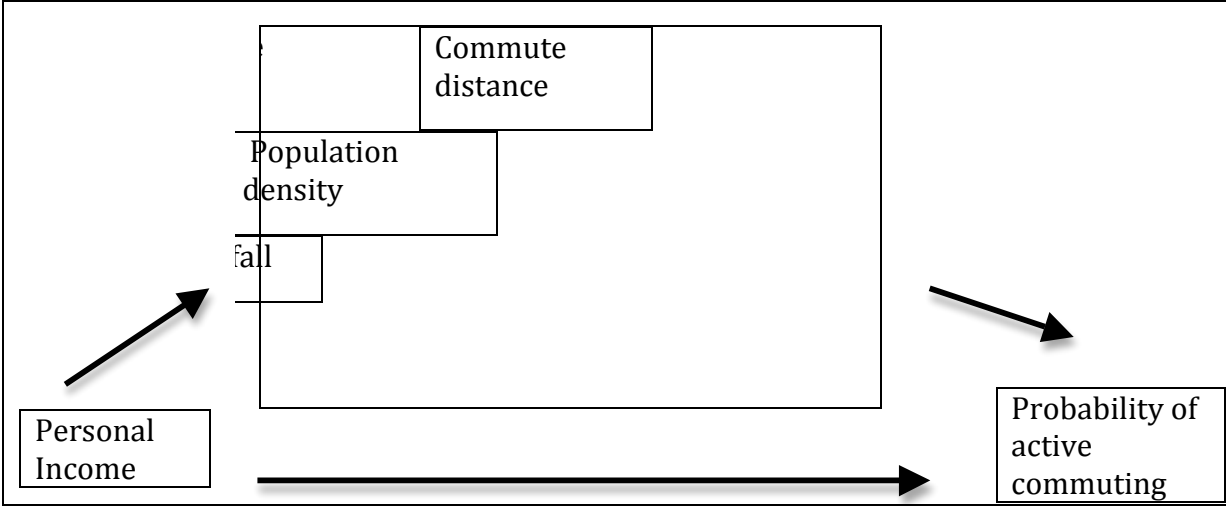 Commute
distance
Population
density
fall
Personal
Income
Probability of
active
commuting